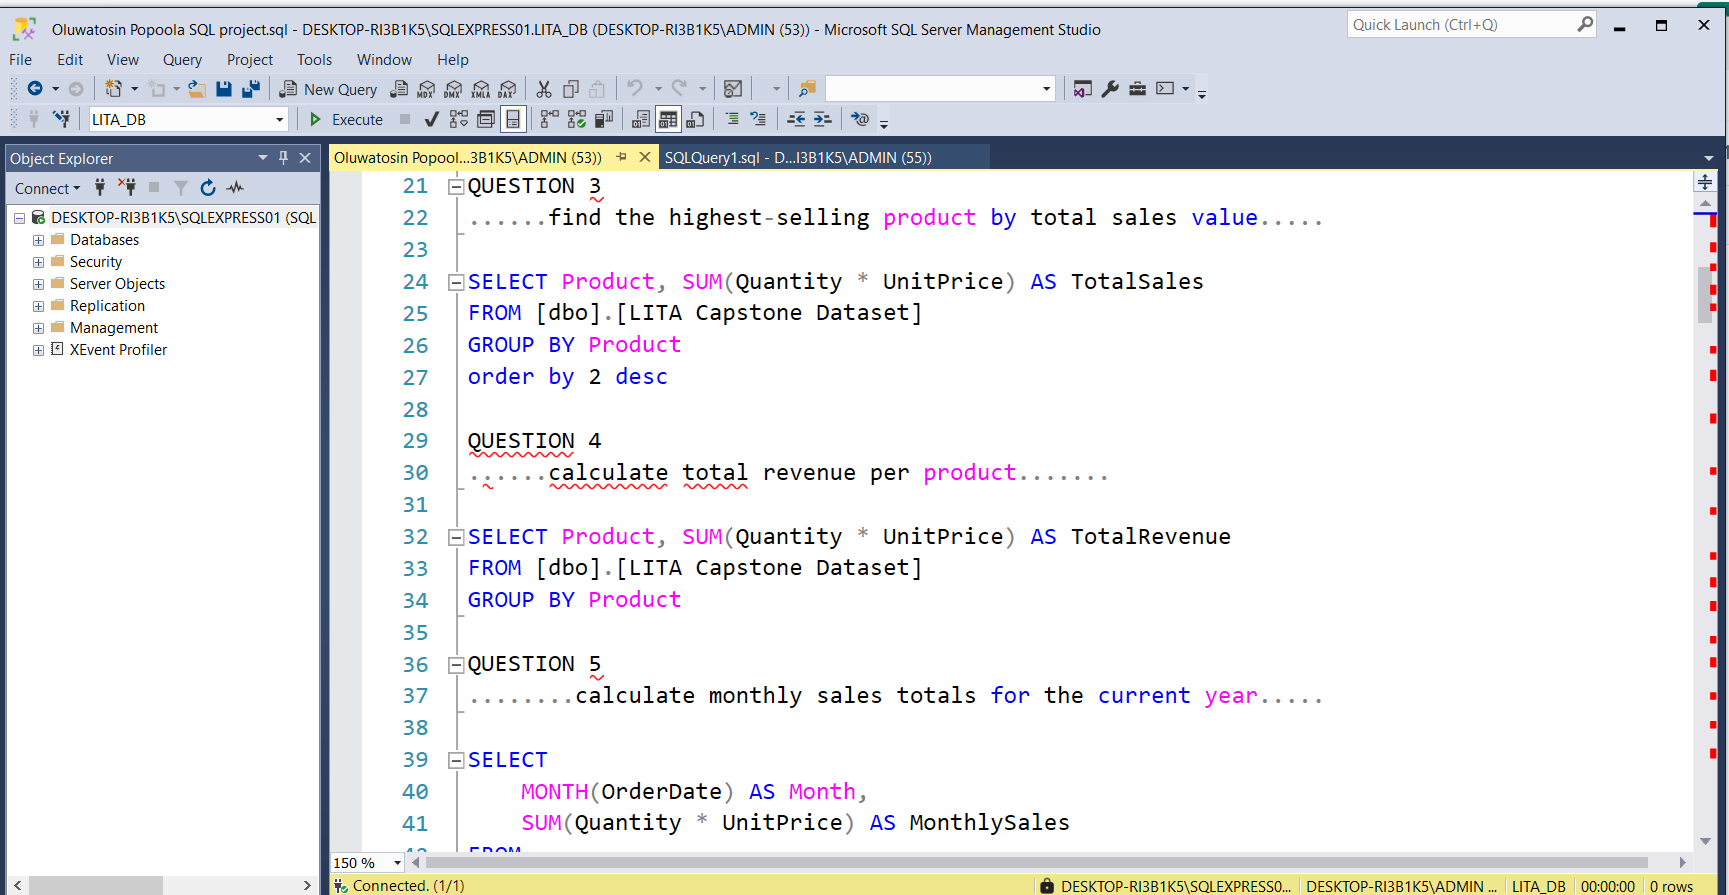 Oluwatosin Popoola SQL project.sql - DESKTOP-RI3B1K5\SQLEXPRESS01.LITA_DB (DESKTOP-RI3B1K5\ADMIN (53)) - Microsoft SQL Server Management Studio
Quick Launch (Ctrl+Q)
File Edit View Query Project Tools Window Help
New Query MDX DMX XMLA DAX
LITA_DB Execute
Object Explorer
Oluwatosin Popool...3B1K5\ADMIN (53)) SQLQuery1.sql - D...I3B1K5\ADMIN (55))
Connect
DESKTOP-RI3B1K5\SQLEXPRESS01 (SQL
Databases
Security
Server Objects
Replication
Management
XEvent Profiler
21 QUESTION 3
22 ......find the highest-selling product by total sales value.....
23
24 SELECT Product, SUM(Quantity * UnitPrice) AS TotalSales
25 FROM [dbo].[LITA Capstone Dataset]
26 GROUP BY Product
27 order by 2 desc
28
29 QUESTION 4
30 ......calculate total revenue per product.......
31
32 SELECT Product, SUM(Quantity * UnitPrice) AS TotalRevenue
33 FROM [dbo].[LITA Capstone Dataset]
34 GROUP BY Product
35
36 QUESTION 5
37 ........calculate monthly sales totals for the current year.....
38
39 SELECT
40 MONTH(OrderDate) AS Month,
41 SUM(Quantity * UnitPrice) AS MonthlySales
42 FROM
150 %
Connected. (1/1) DESKTOP-RI3B1K5\SQLEXPRESS0... DESKTOP-RI3B1K5\ADMIN ... LITA_DB 00:00:00 0 rows